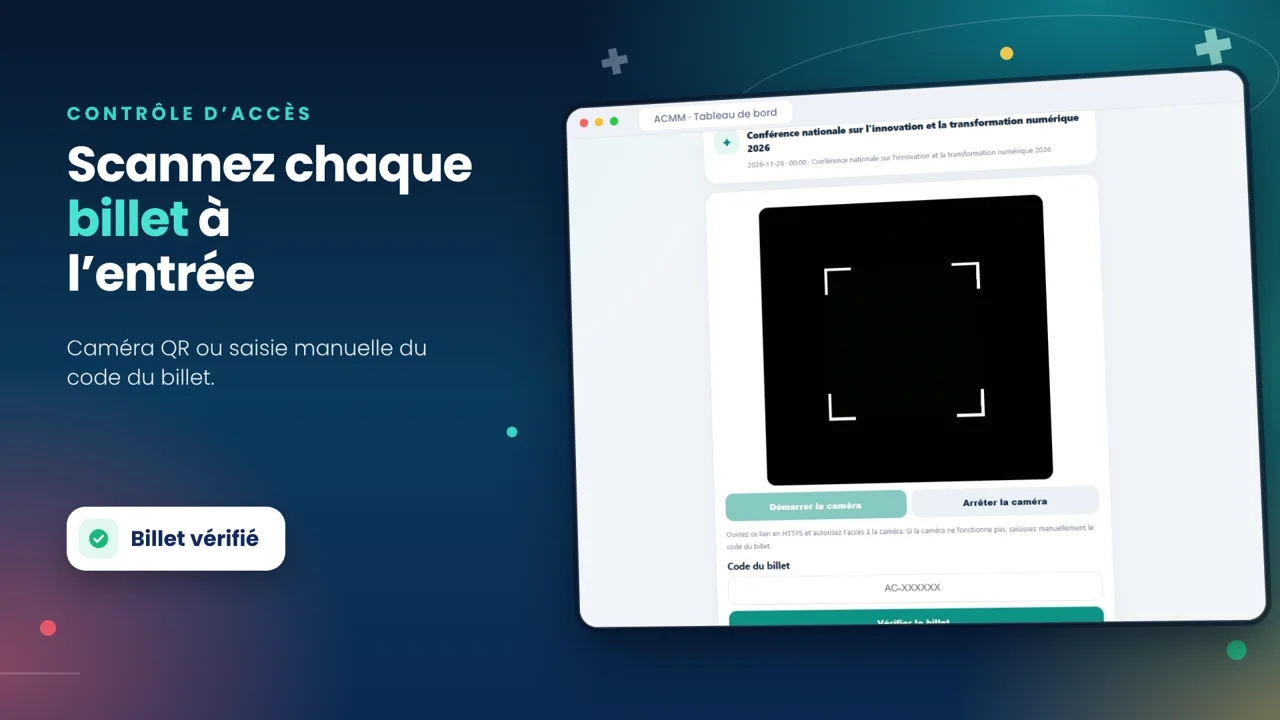 CONTRÔLE D’ACCÈS
Scannez chaque
billet à
l’entrée
Caméra QR ou saisie manuelle du
code du billet.
Billet vérifié
ACMM · Tableau de bord
Conférence nationale sur l’innovation et la transformation numérique
2026
2026-11-25 · 00:00 · Conférence nationale sur l’innovation et la transformation numérique 2026
Démarrer la caméra
Arrêter la caméra
Ouvrez ce lien en HTTPS et autorisez l’accès à la caméra. Si la caméra ne fonctionne pas, saisissez manuellement le
code du billet.
Code du billet
AC-XXXXXX
Vérifier le billet